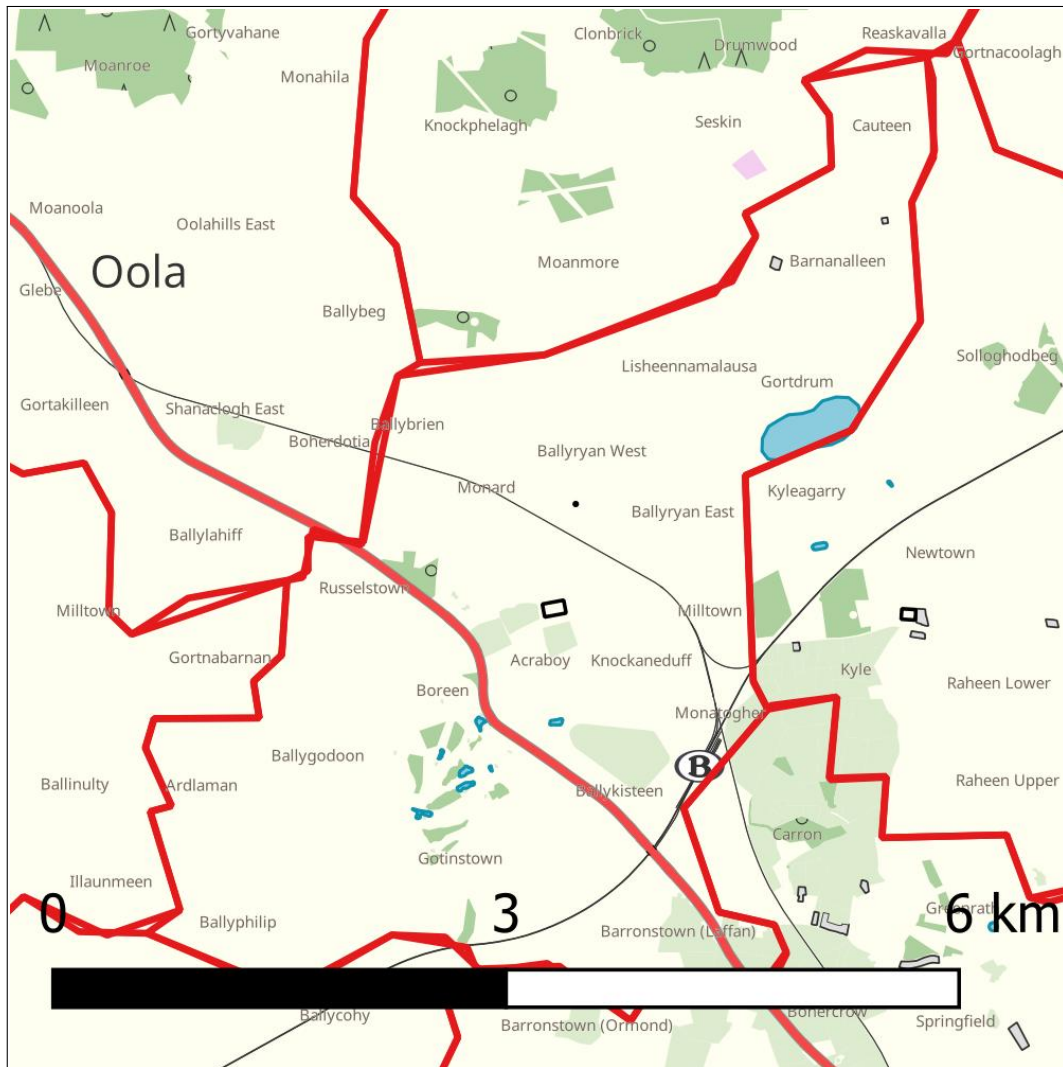 Gortyvahane
Clonbrick
Reaskavalla
Drumwood
Gortnacoolagh
Moanroe
Monahila
Knockphelagh
Seskin
Cauteen
Moanoola
Oolahills East
Oola
Moanmore
Barnanalleen
Glebe
Ballybeg
Lisheennamalausa
Solloghodbeg
Gortdrum
Gortakilleen
Shanaclogh East
Ballybrien
Boherdotia
Ballyryan West
Monard
Kyleagarry
Ballyryan East
Ballylahiff
Newtown
Russelstown
Milltown
Milltown
Gortnabarnan
Acraboy
Knockaneduff
Kyle
Boreen
Raheen Lower
Monatogher
Ballygodoon
B
Ballinulty
Ardlaman
Ballykisteen
Raheen Upper
Carron
Gotinstown
Illaunmeen
0
3
6 km
Greenrath
Ballyphilip
Barronstown (Laffan)
Ballycohy
Barronstown (Ormond)
Bohercrow
Springfield